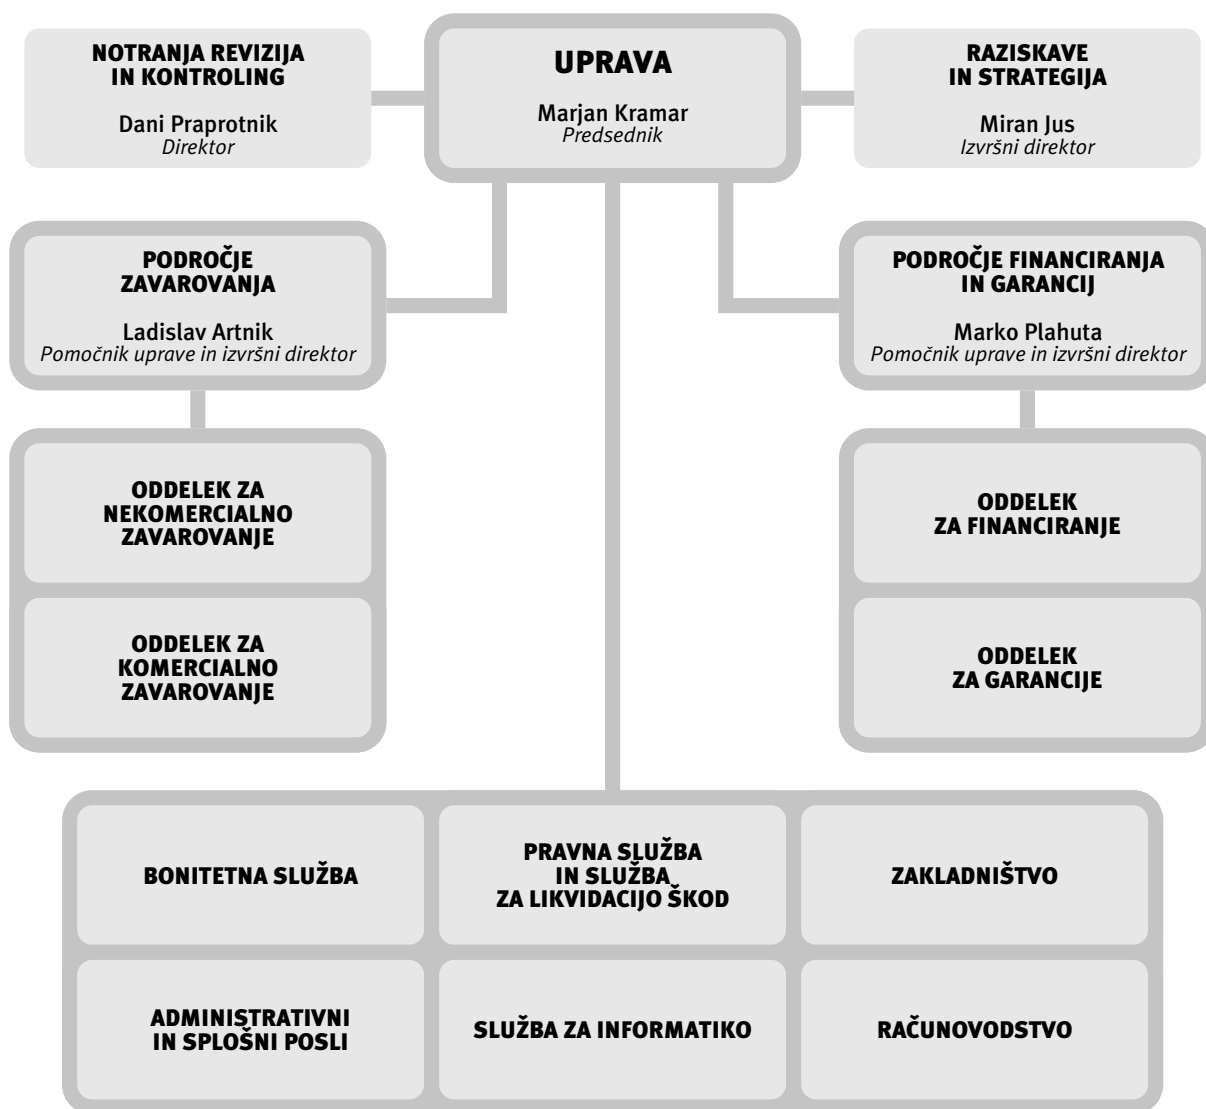 NOTRANJA REVIZIJA
IN KONTROLING
Dani Praprotnik
Direktor
UPRAVA
Marjan Kramar
Predsednik
RAZISKAVE
IN STRATEGIJA
Miran Jus
Izvršni direktor
PODROČJE
ZAVAROVANJA
Ladislav Artnik
Pomočnik uprave in izvršni direktor
PODROČJE FINANCIRANJA
IN GARANCIJ
Marko Plahuta
Pomočnik uprave in izvršni direktor
ODDELEK ZA
NEKOMERCIALNO
ZAVAROVANJE
ODDELEK
ZA FINANCIRANJE
ODDELEK ZA
KOMERCIALNO
ZAVAROVANJE
ODDELEK
ZA GARANCIJE
BONITETNA SLUŽBA
PRAVNA SLUŽBA
IN SLUŽBA
ZA LIKVIDACIJO ŠKOD
ZAKLADNIŠTVO
ADMINISTRATIVNI
IN SPLOŠNI POSLI
SLUŽBA ZA INFORMATIKO
RAČUNOVODSTVO